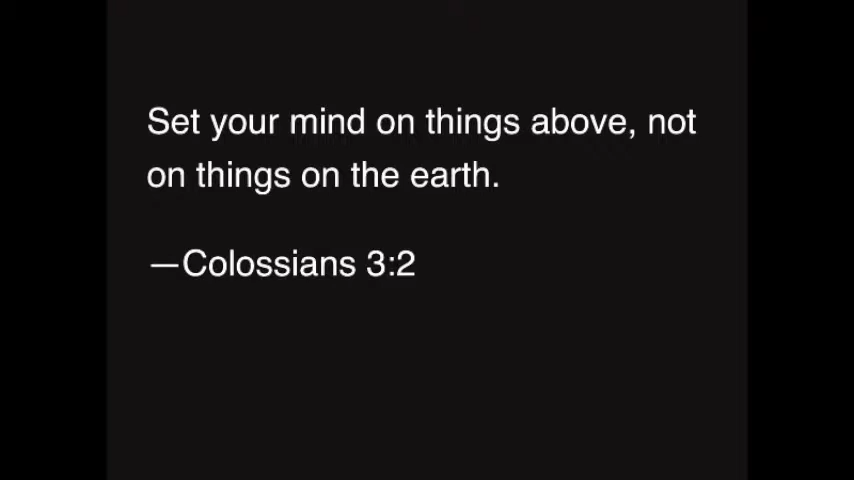 Set your mind on things above, not
on things on the earth.
—Colossians 3:2